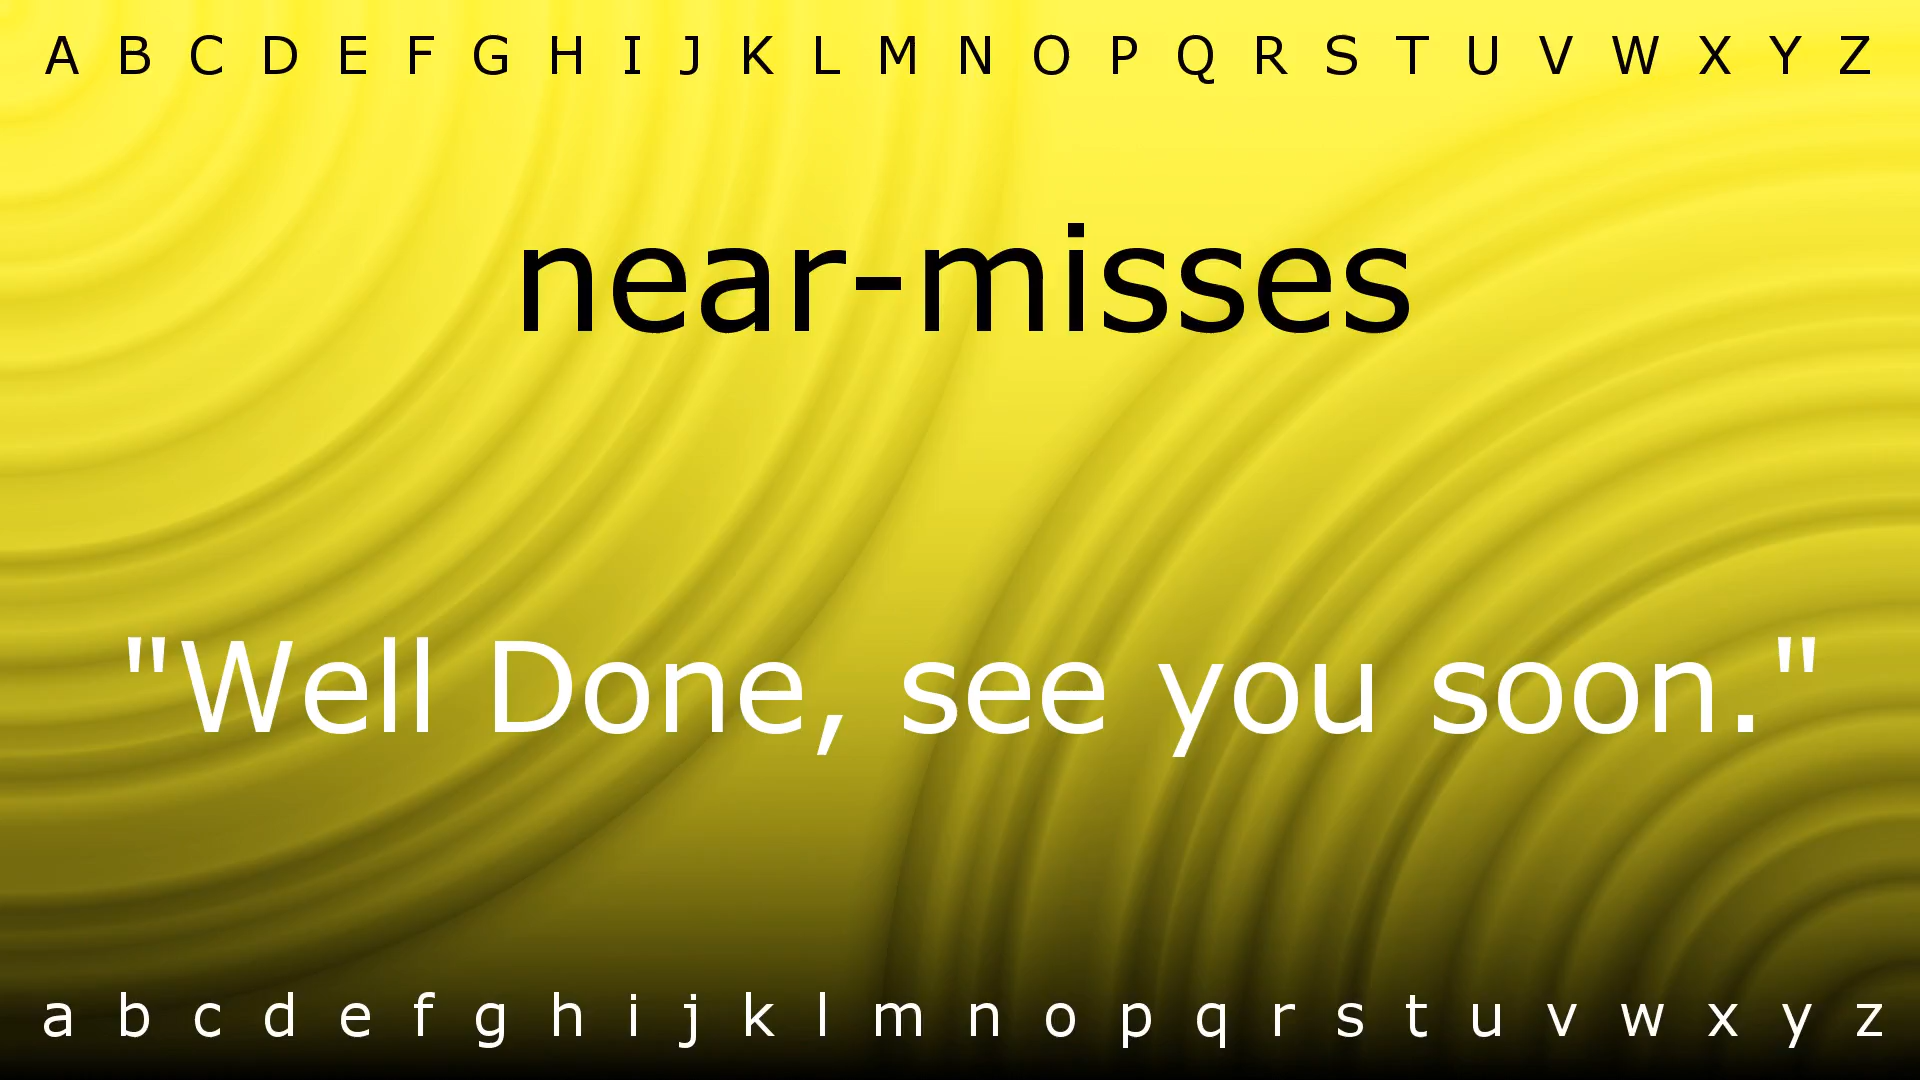 A B C D E F G H I J K L M N O P Q R S T U V W X Y Z
near-misses
"Well Done, see you soon."
a b c d e f g h i j k l m n o p q r s t u v w x y z